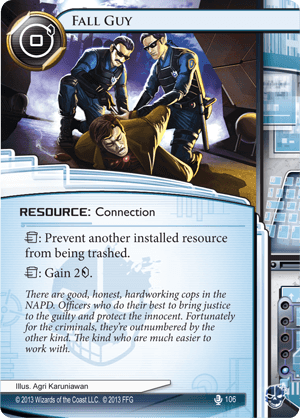 Fall Guy
0
RESOURCE: Connection
: Prevent another installed resource
from being trashed.
: Gain 2.
There are good, honest, hardworking cops in the
NAPD. Officers who do their best to bring justice
to the guilty and protect the innocent. Fortunately
for the criminals, they're outnumbered by the
other kind. The kind who are much easier to
work with.
Illus. Agri Karuniawan
© 2013 Wizards of the Coast LLC. © 2013 FFG 106